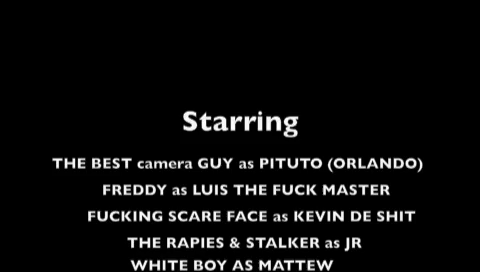 Starring
THE BEST camera GUY as PITUTO (ORLANDO)
FREDDY as LUIS THE FUCK MASTER
FUCKING SCARE FACE as KEVIN DE SHIT
THE RAPIES & STALKER as JR
WHITE BOY AS MATTEW